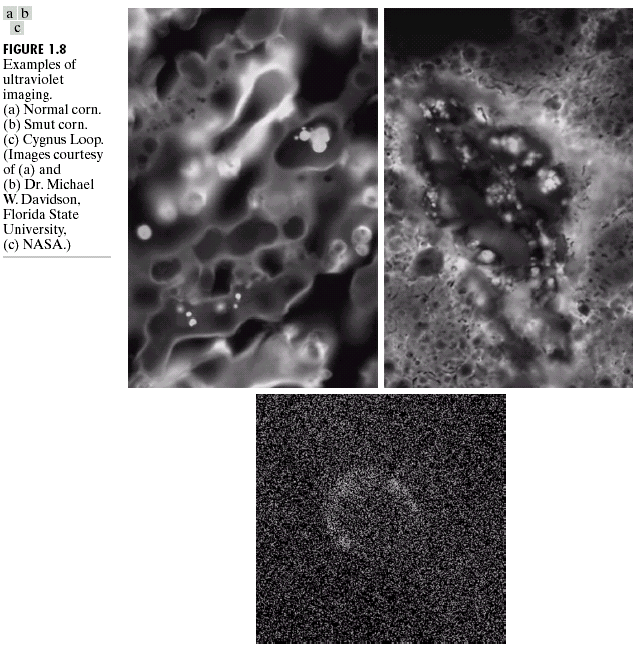 a b
c
FIGURE 1.8
Examples of
ultraviolet
imaging.
(a) Normal corn.
(b) Smut corn.
(c) Cygnus Loop.
(Images courtesy
of (a) and
(b) Dr. Michael
W. Davidson,
Florida State
University,
(c) NASA.)